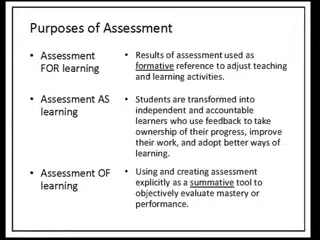 Purposes of Assessment
• Assessment
FOR learning
• Results of assessment used as
formative reference to adjust teaching
and learning activities.
• Assessment AS
learning
• Students are transformed into
independent and accountable
learners who use feedback to take
ownership of their progress, improve
their work, and adopt better ways of
learning.
• Assessment OF
learning
• Using and creating assessment
explicitly as a summative tool to
objectively evaluate mastery or
performance.